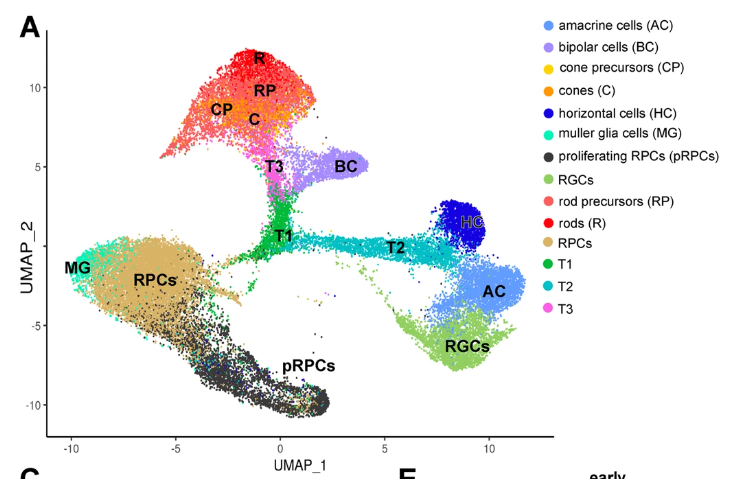 A
R
RP
CP
C
T3
BC
T1
T2
HC
MG
RPCs
AC
RGCs
pRPCs
10
5
-5
-10
UMAP_2
-10
-5
0
5
10
UMAP_1
amacrine cells (AC)
bipolar cells (BC)
cone precursors (CP)
cones (C)
horizontal cells (HC)
muller glia cells (MG)
proliferating RPCs (pRPCs)
RGCs
rod precursors (RP)
rods (R)
RPCs
T1
T2
T3
C
E
early